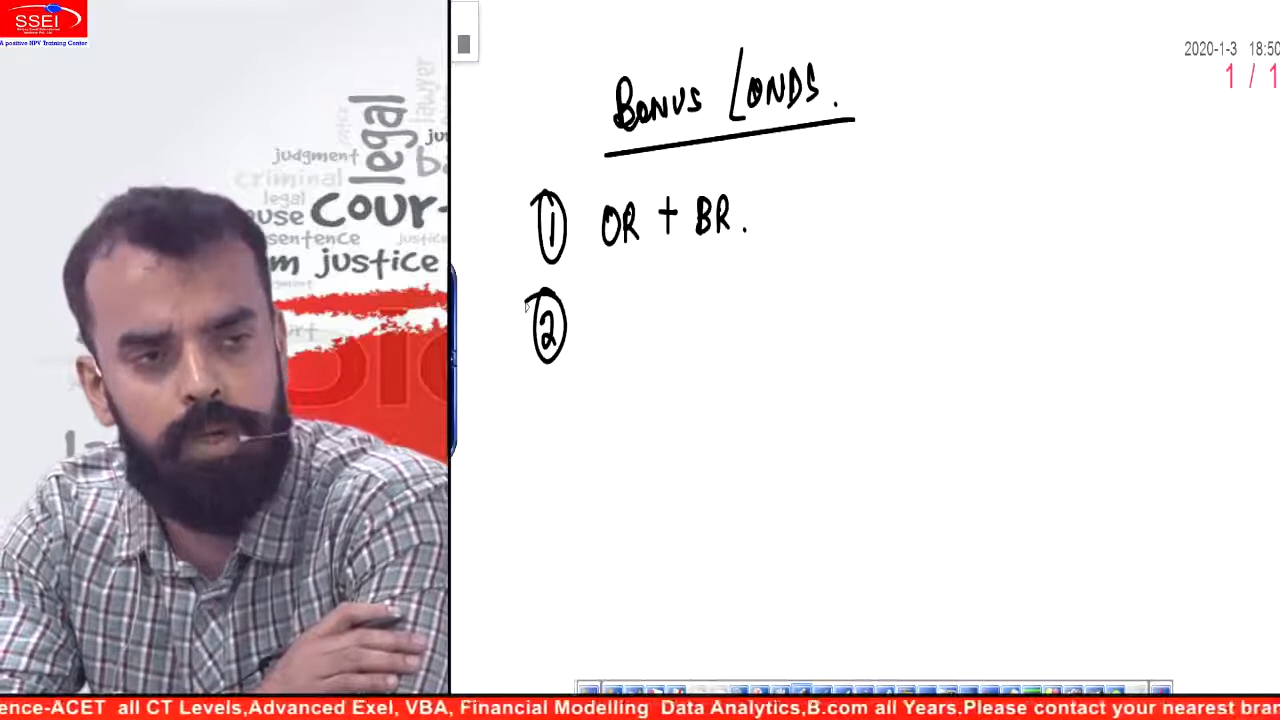 SSEI
A positive NPV Training Center
2020-1-3 18:50
1 / 1
BONUS LONDS.
① OR + BR.
②
legal
lawyer
judgment
criminal
legal
cour
sentence
justice
justice
ence-ACET all CT Levels,Advanced Exel, VBA, Financial Modelling Data Analytics,B.com all Years.Please contact your nearest bran